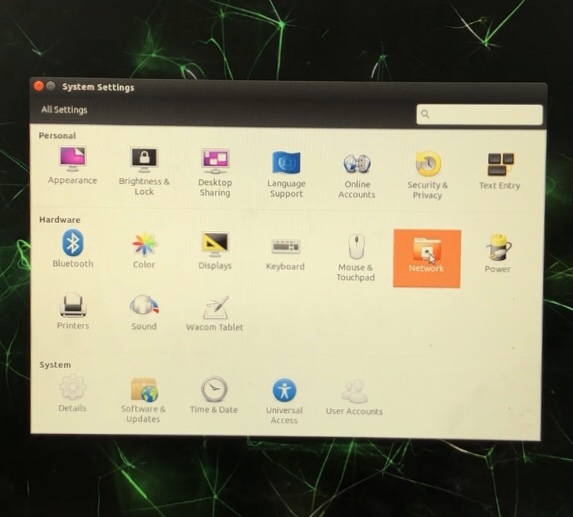 System Settings
All Settings
Personal
Appearance
Brightness &
Lock
Desktop
Sharing
Language
Support
Online
Accounts
Security &
Privacy
Text Entry
Hardware
Bluetooth
Color
Displays
Keyboard
Mouse &
Touchpad
Network
Power
Printers
Sound
Wacom Tablet
System
Details
Software &
Updates
Time & Date
Universal
Access
User Accounts